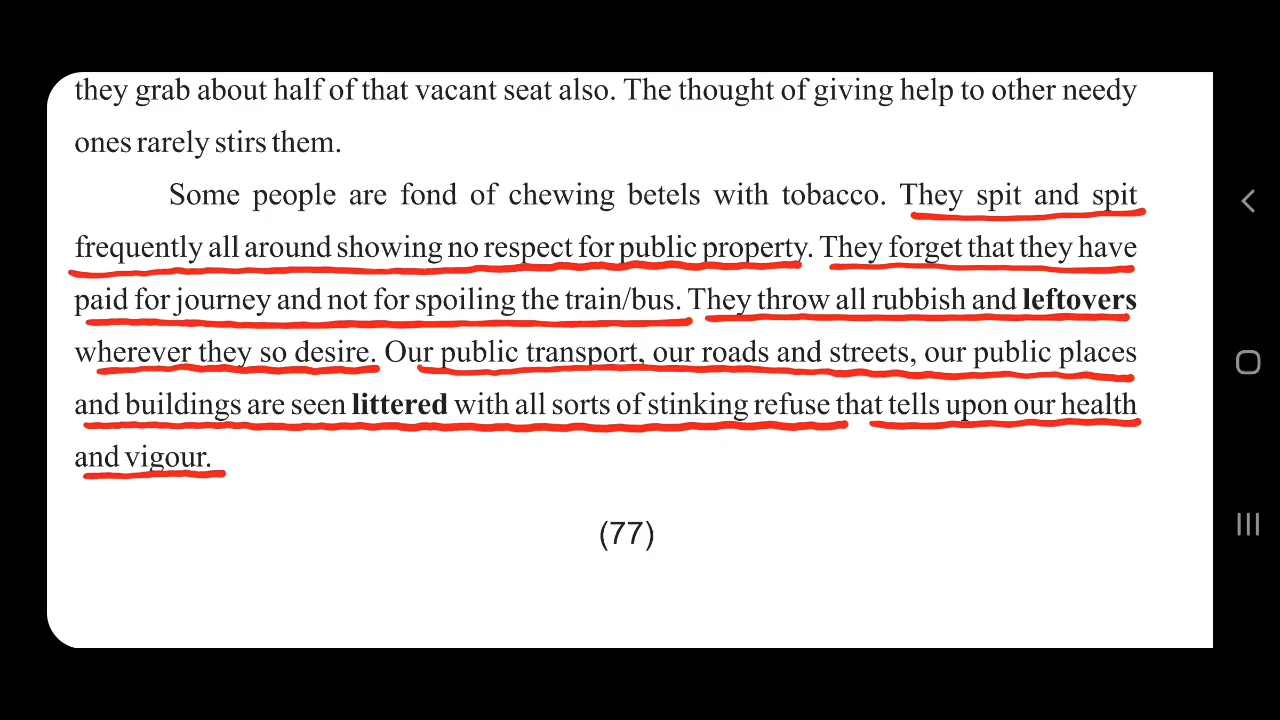 they grab about half of that vacant seat also. The thought of giving help to other needy
ones rarely stirs them.
Some people are fond of chewing betels with tobacco. They spit and spit
frequently all around showing no respect for public property. They forget that they have
paid for journey and not for spoiling the train/bus. They throw all rubbish and leftovers
wherever they so desire. Our public transport, our roads and streets, our public places
and buildings are seen littered with all sorts of stinking refuse that tells upon our health
and vigour.
(77)